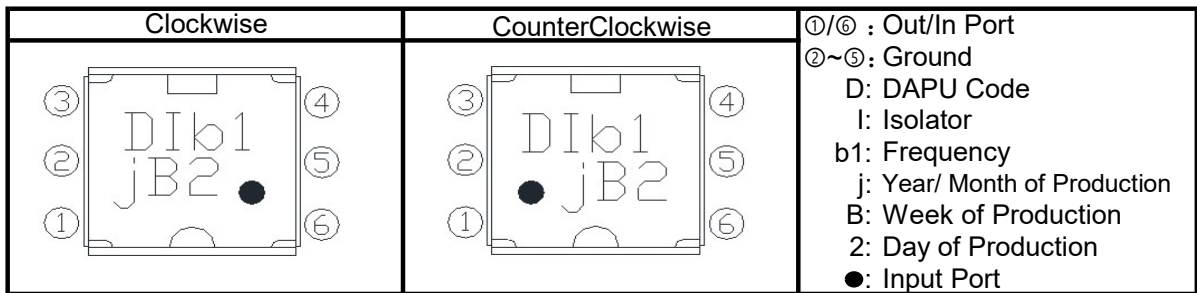 Clockwise
CounterClockwise
③
④
DIb1
②
⑤
jB2
①
⑥
③
④
DIb1
②
⑤
jB2
①
⑥
①/⑥ : Out/In Port
②~⑤: Ground
D: DAPU Code
I: Isolator
b1: Frequency
j: Year/ Month of Production
B: Week of Production
2: Day of Production
●: Input Port